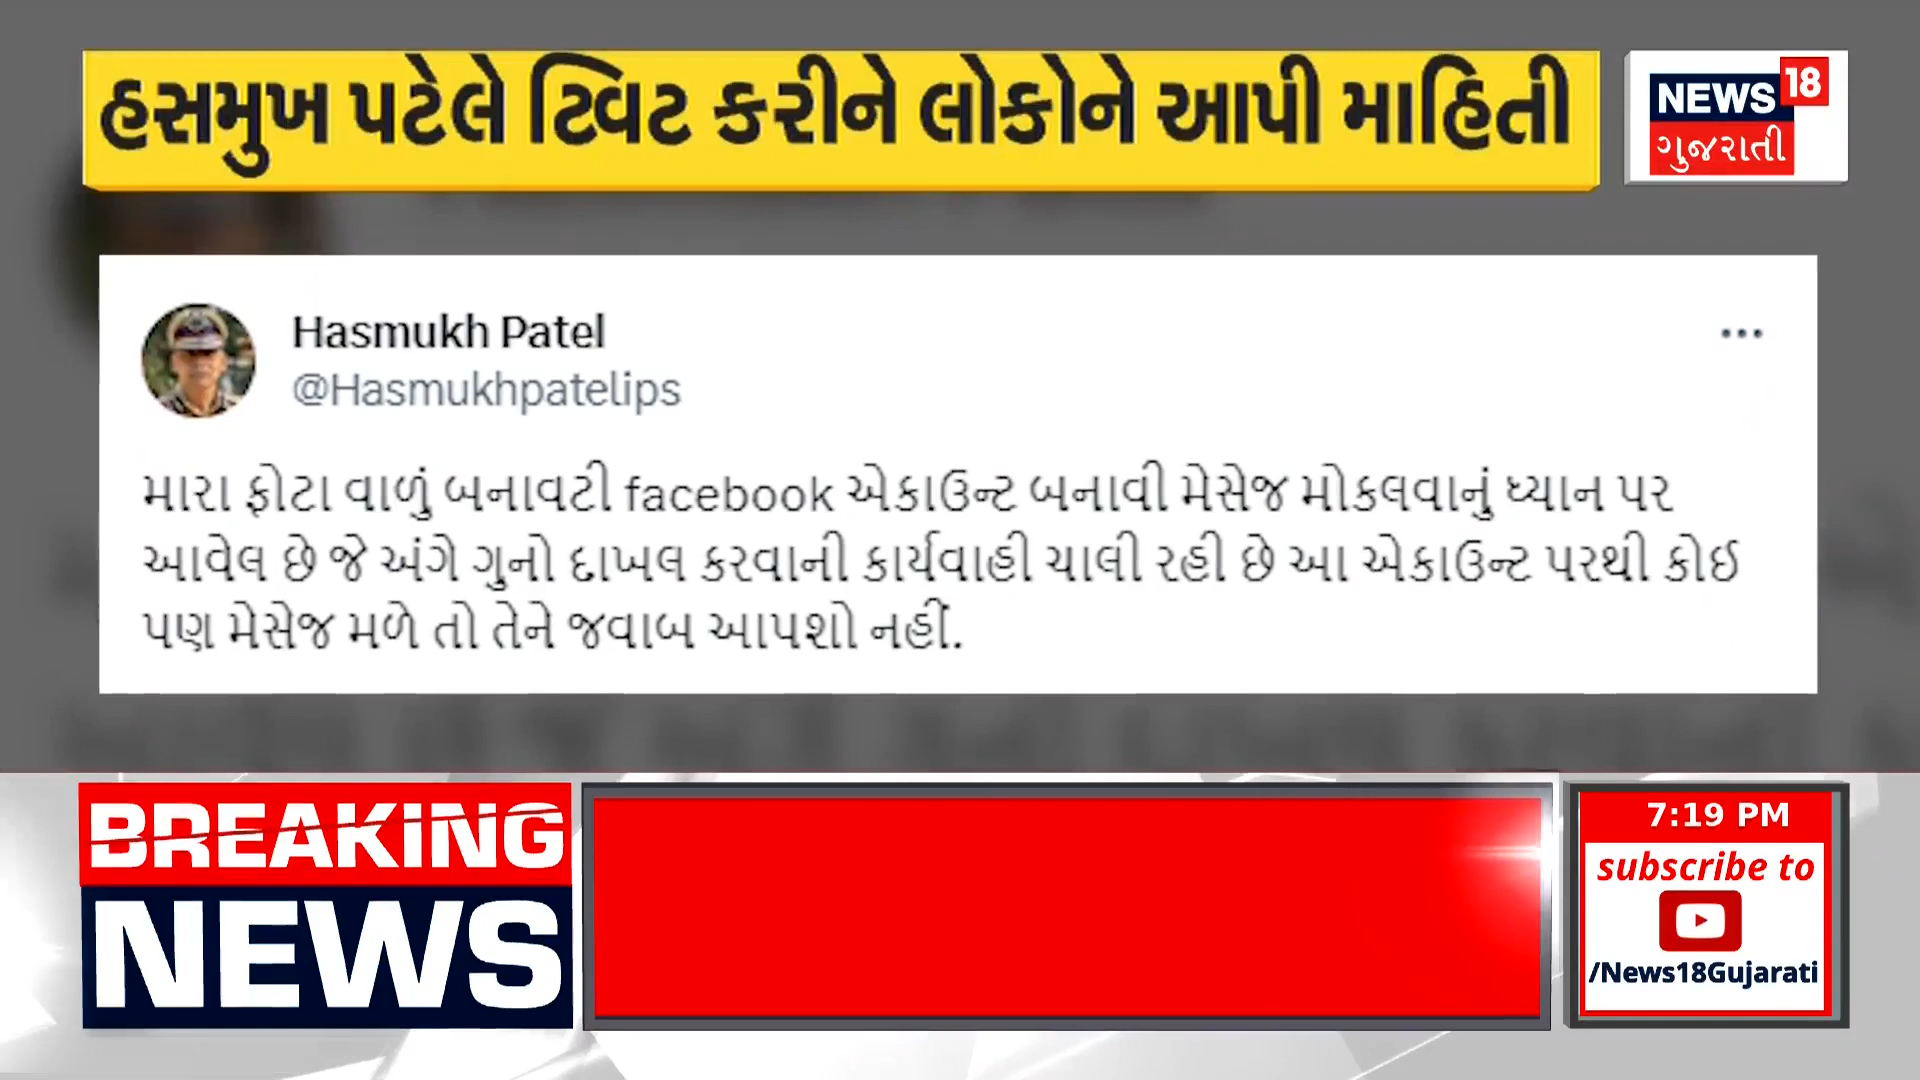 હસમુખ પટેલે ટ્વિટ કરીને લોકોને આપી માહિતી
NEWS 18
ગુજરાતી
Hasmukh Patel
@Hasmukhpatelips
મારા ફોટા વાળું બનાવટી facebook એકાઉન્ટ બનાવી મેસેજ મોકલવાનું ધ્યાન પર
આવેલ છે જે અંગે ગુનો દાખલ કરવાની કાર્યવાહી ચાલી રહી છે આ એકાઉન્ટ પરથી કોઈ
પણ મેસેજ મળે તો તેને જવાબ આપશો નહીં.
BREAKING
NEWS
7:19 PM
subscribe to
/News18Gujarati